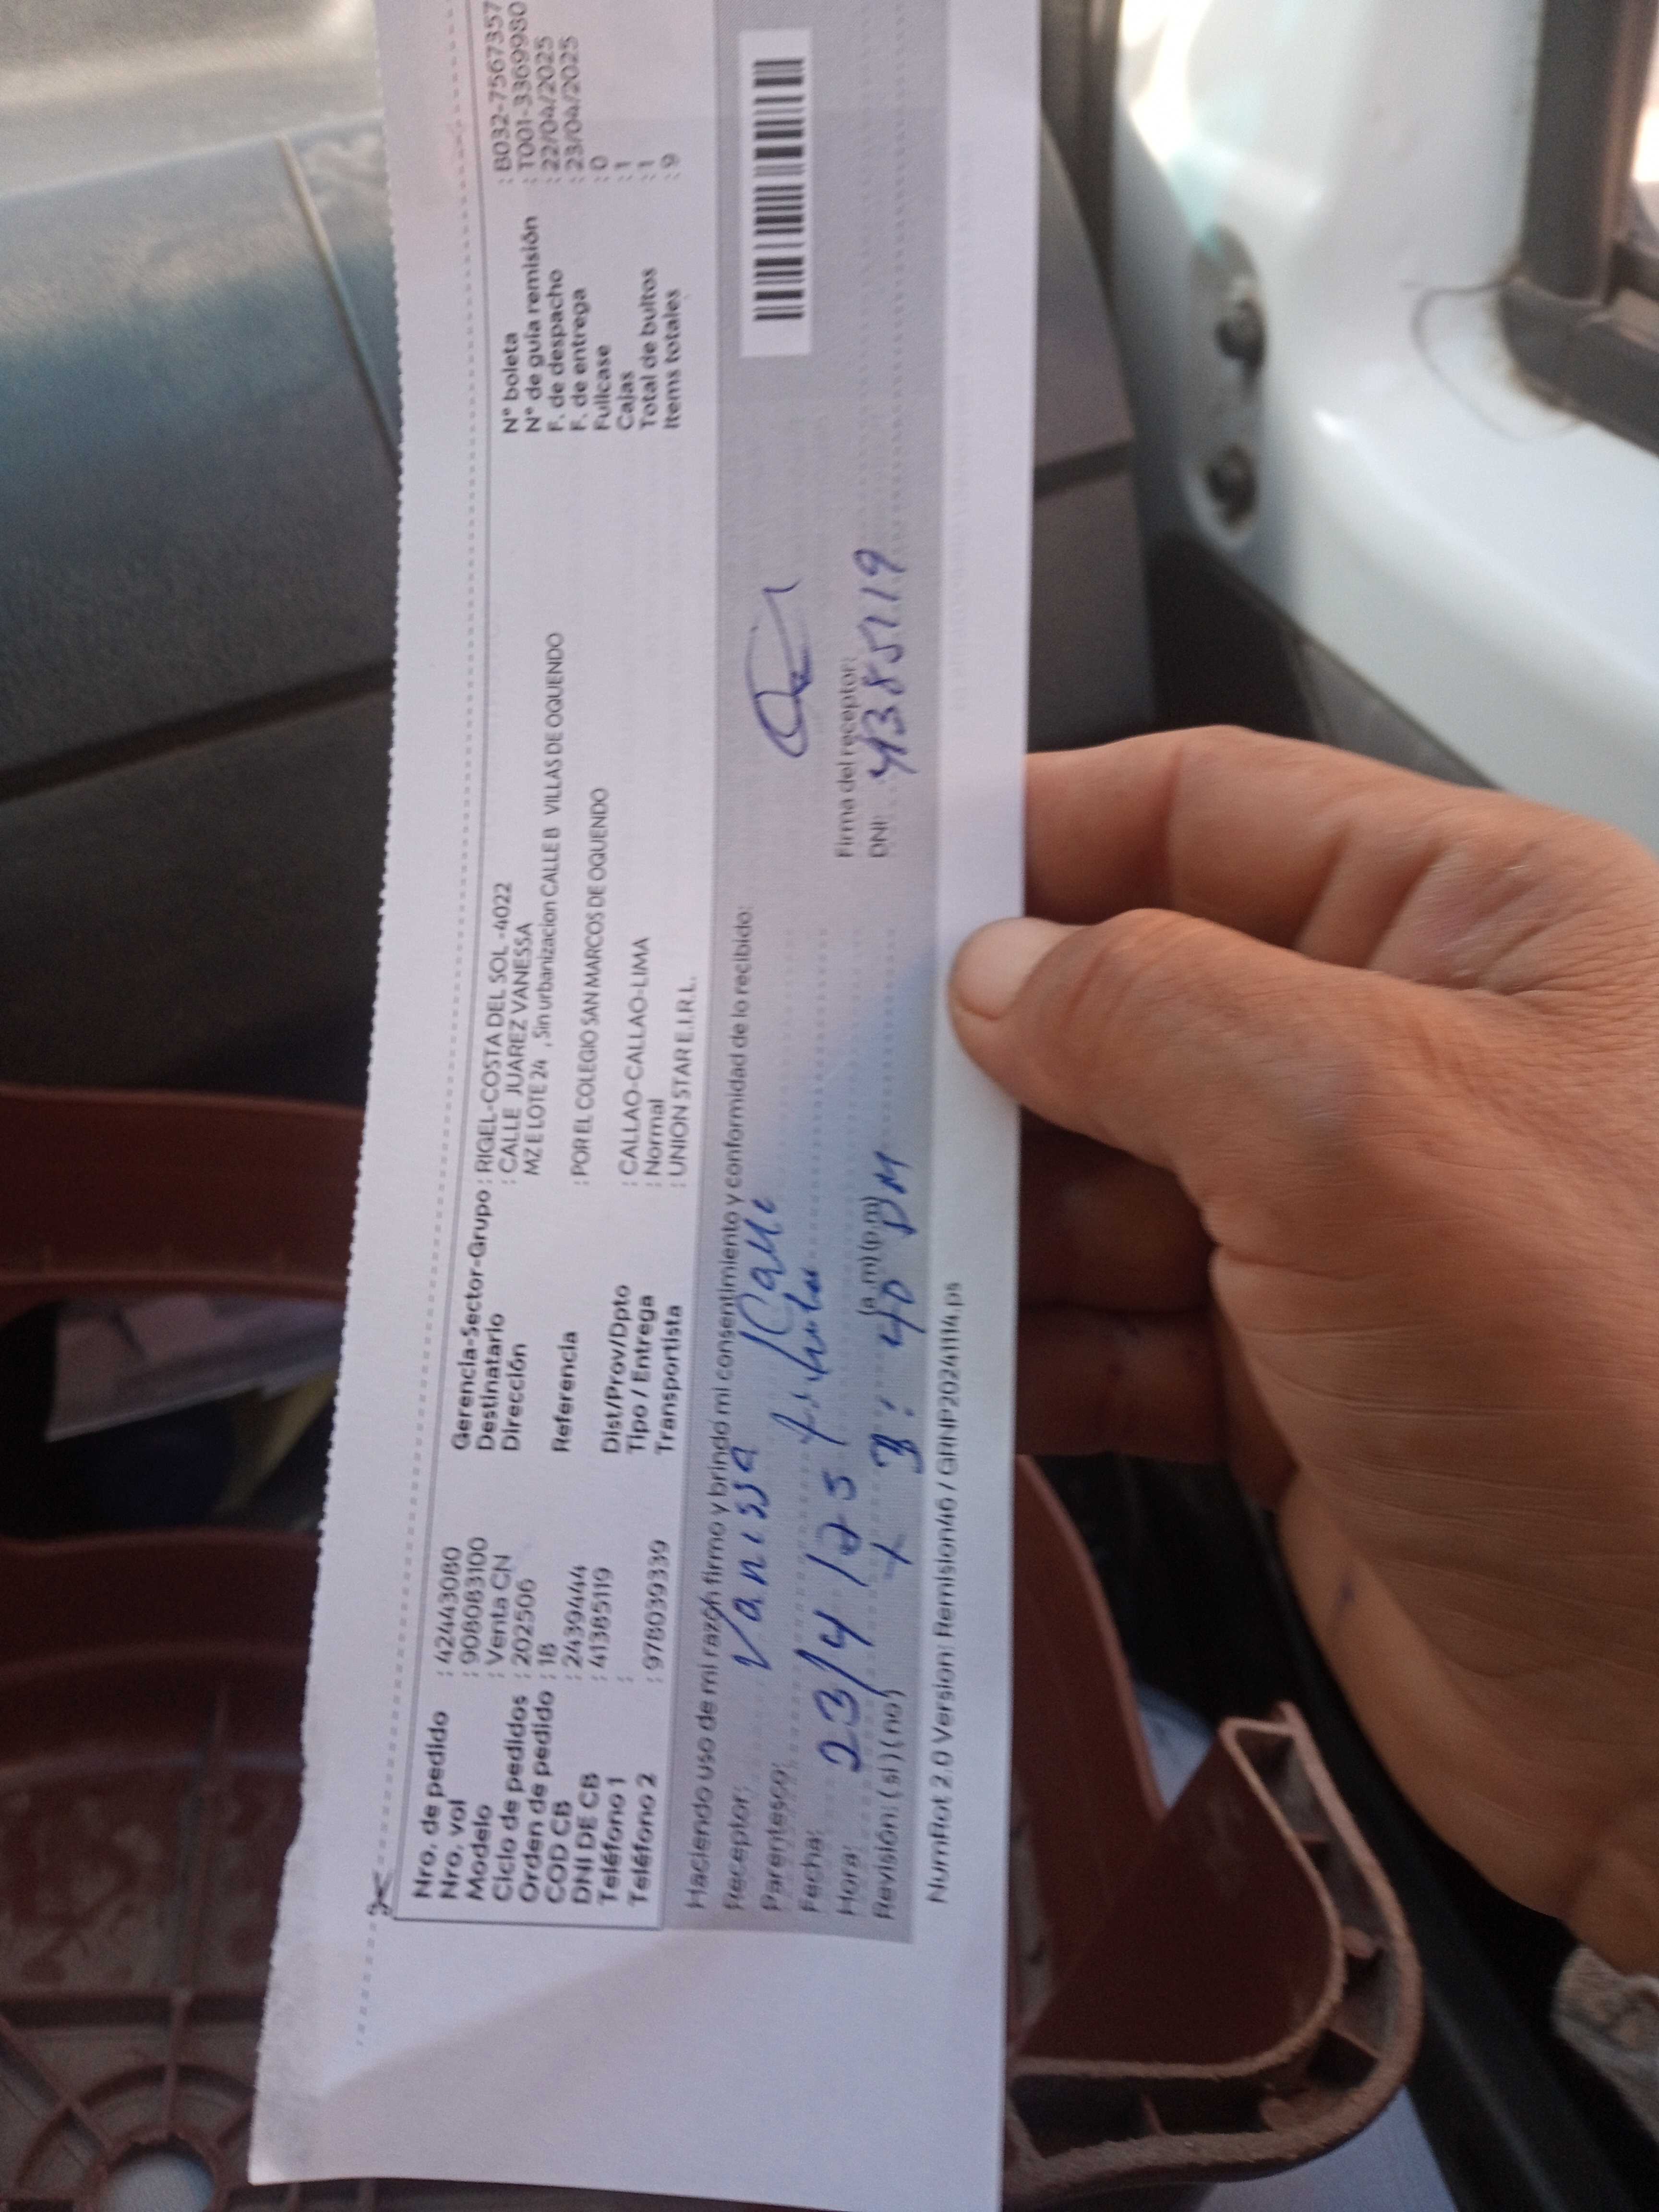 Nro. de pedido : 42443080
Nro. vol : 908083100
Modelo : Venta CN
Ciclo de pedidos : 202506
Orden de pedido : 18
COD CB : 2439444
DNI DE CB : 41385119
Teléfono 1 :
Teléfono 2 : 978039339
Gerencia-Sector-Grupo : RIGEL-COSTA DEL SOL -4022
Destinatario : CALLE JUAREZ VANESSA
Dirección MZ E LOTE 24 , Sin urbanizacion CALLE B VILLAS DE OQUENDO
Referencia : POR EL COLEGIO SAN MARCOS DE OQUENDO
Dist/Prov/Dpto : CALLAO-CALLAO-LIMA
Tipo / Entrega : Normal
Transportista : UNION STAR E.I.R.L.
N° boleta : B032-7567357
N° de guía remisión : T001-3369980
F. de despacho : 22/04/2025
F. de entrega : 23/04/2025
Fullcase : 0
Cajas : 1
Total de bultos : 1
Items totales : 9
Haciendo uso de mi razón firmo y brindo mi consentimiento y conformidad de lo recibido:
Receptor: Vanissa Calle
Parentesco:
Fecha: 23/4/25
Hora: 3:40 PM (a.m) (p.m)
Revisión: (si) (no)
Firma del receptor:
DNI: 41385119
NumRot 2.0 Version: Remision46 / GRNP20241114.ps